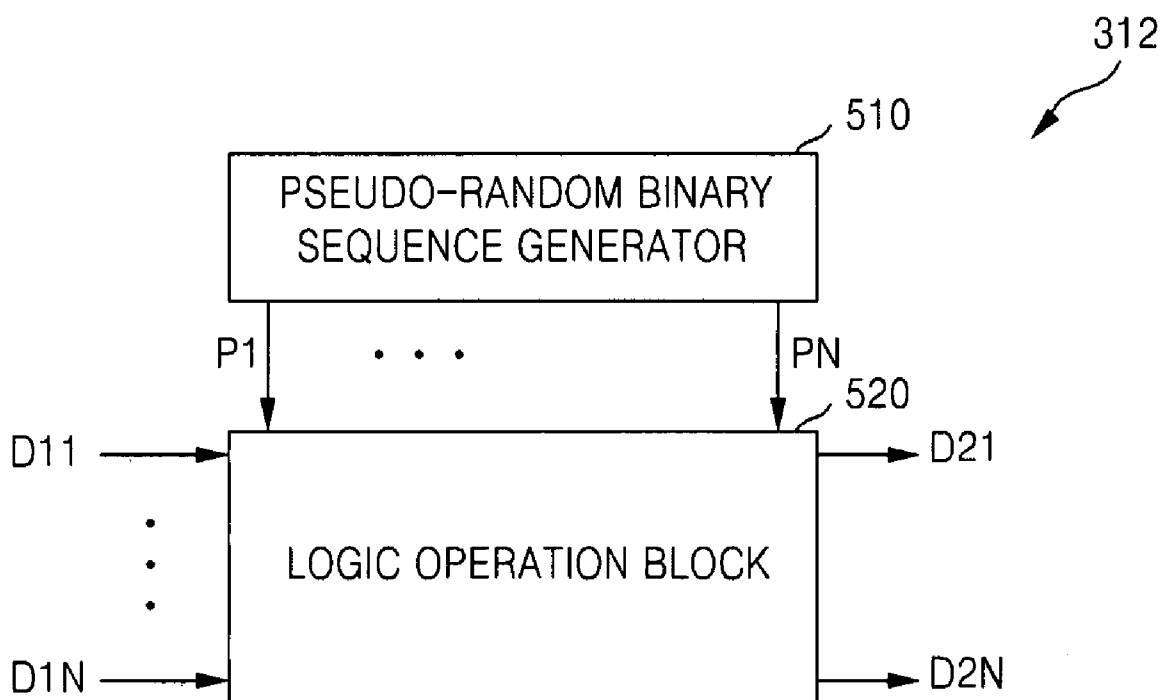 312
510
PSEUDO-RANDOM BINARY
SEQUENCE GENERATOR
P1
PN
520
D11
D21
LOGIC OPERATION BLOCK
D1N
D2N